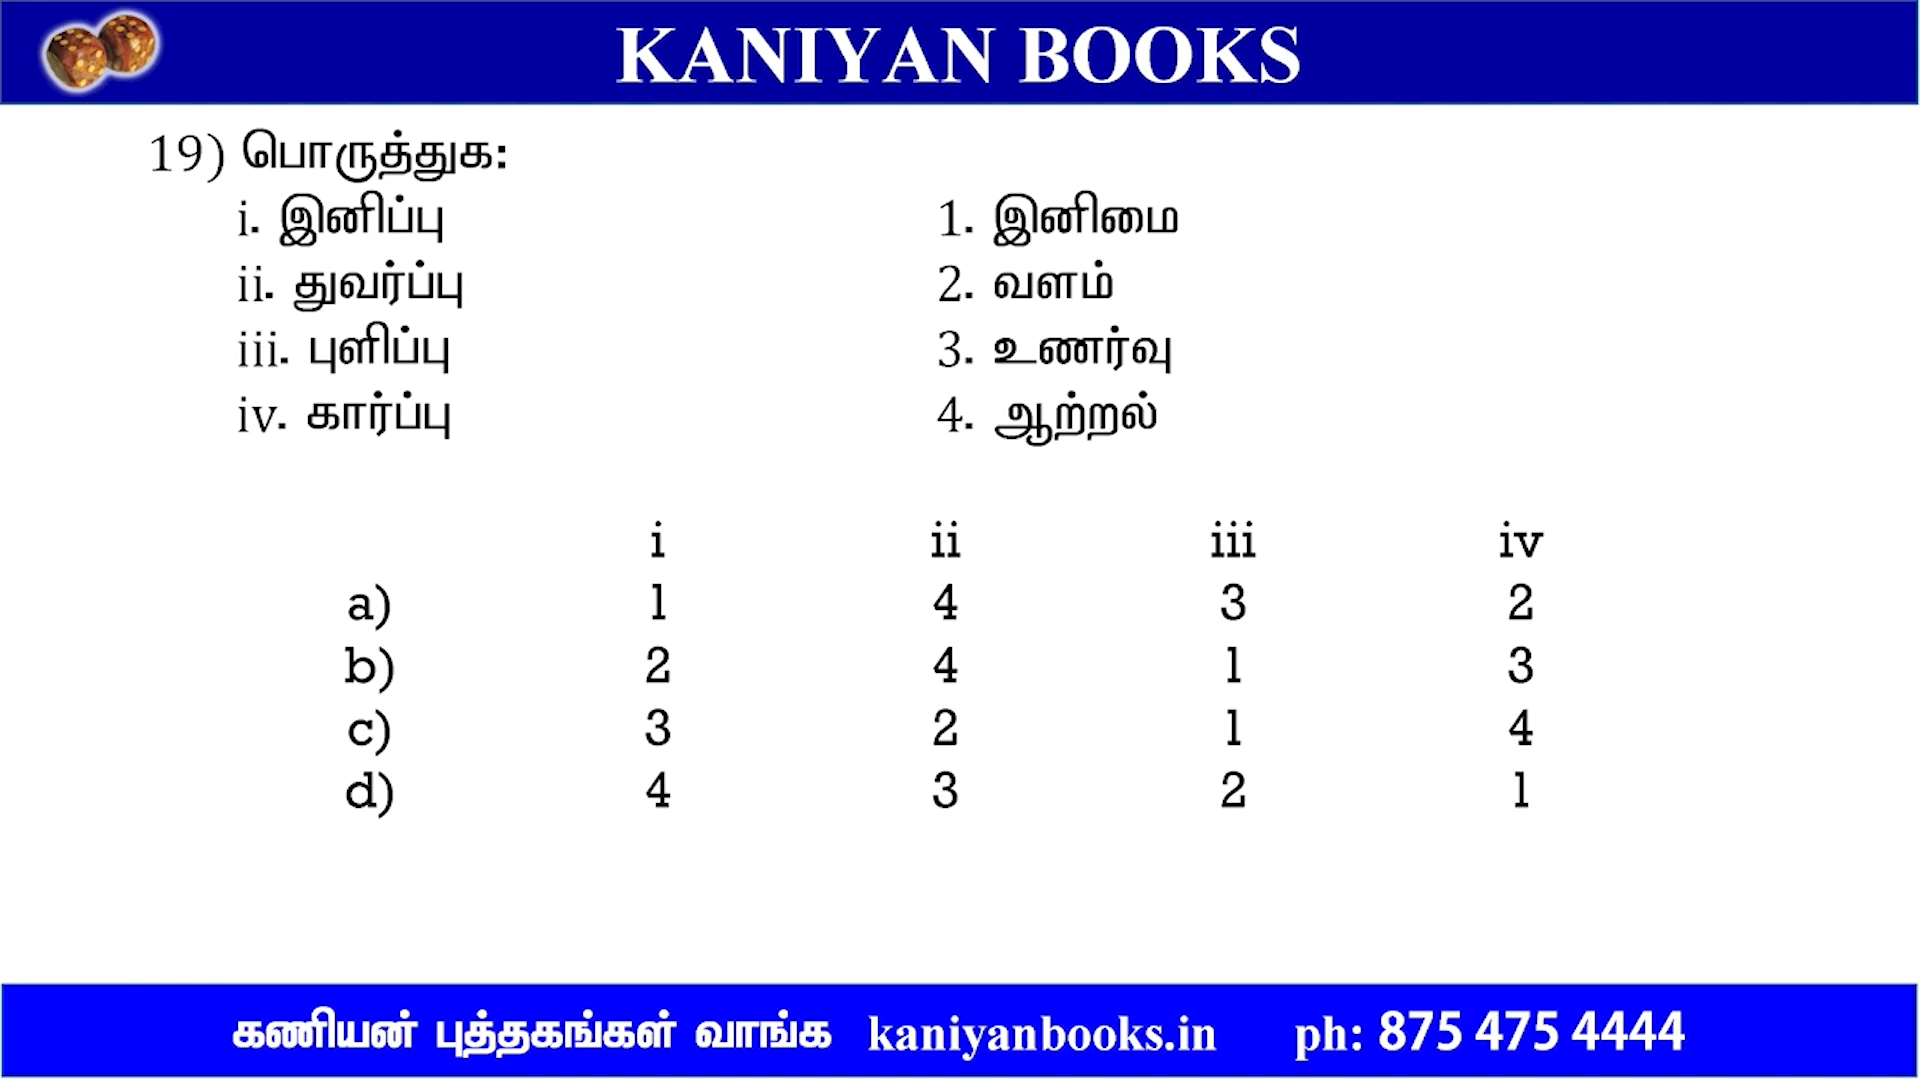 KANIYAN BOOKS
19) பொருத்துக:
i. இனிப்பு 1. இனிமை
ii. துவர்ப்பு 2. வளம்
iii. புளிப்பு 3. உணர்வு
iv. கார்ப்பு 4. ஆற்றல்
i ii iii iv
a) 1 4 3 2
b) 2 4 1 3
c) 3 2 1 4
d) 4 3 2 1
கணியன் புத்தகங்கள் வாங்க kaniyanbooks.in ph: 875 475 4444